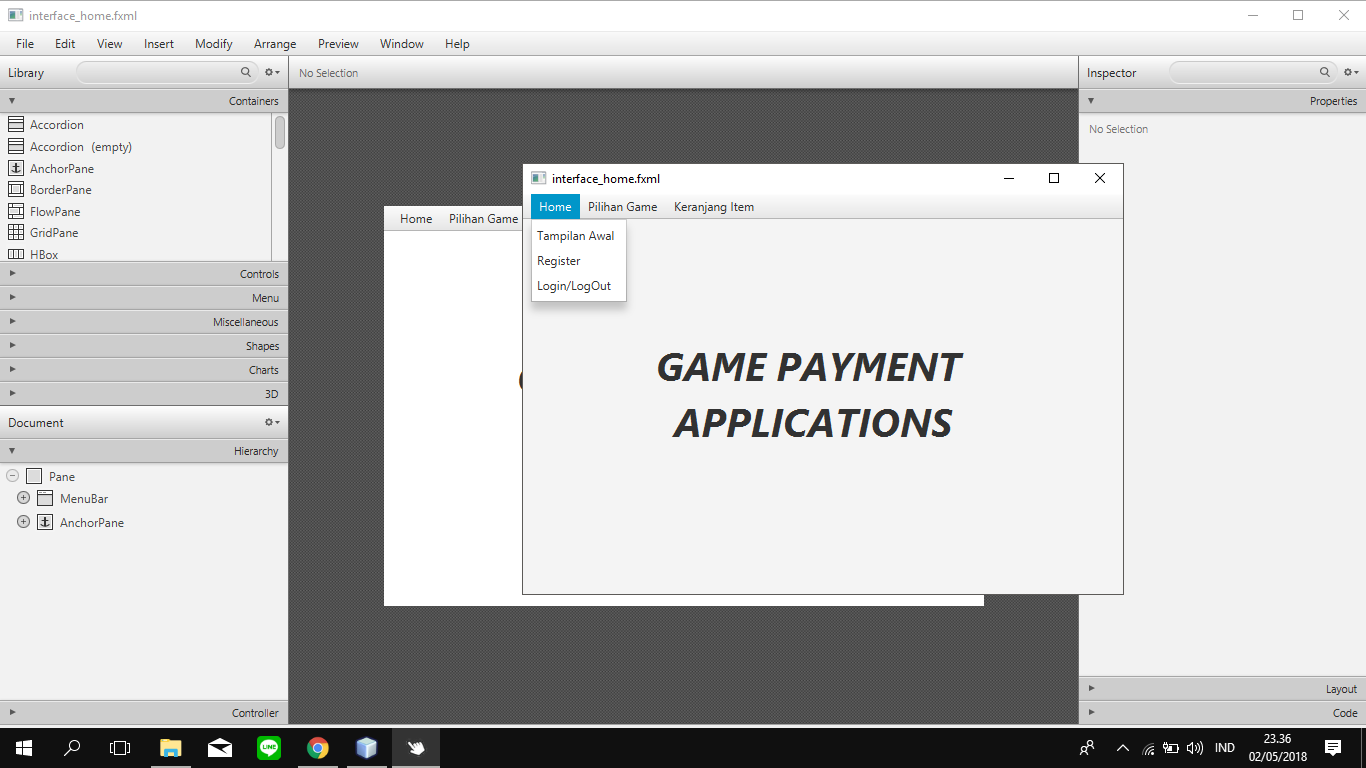 interface_home.fxml
File Edit View Insert Modify Arrange Preview Window Help
Library
No Selection
Inspector
Containers
Properties
Accordion
Accordion (empty)
AnchorPane
BorderPane
FlowPane
GridPane
HBox
Controls
Menu
Miscellaneous
Shapes
Charts
3D
Document
Hierarchy
Pane
MenuBar
AnchorPane
Controller
Home Pilihan Game
interface_home.fxml
Home Pilihan Game Keranjang Item
Tampilan Awal
Register
Login/LogOut
GAME PAYMENT
APPLICATIONS
No Selection
Layout
Code
LINE
IND
23.36
02/05/2018